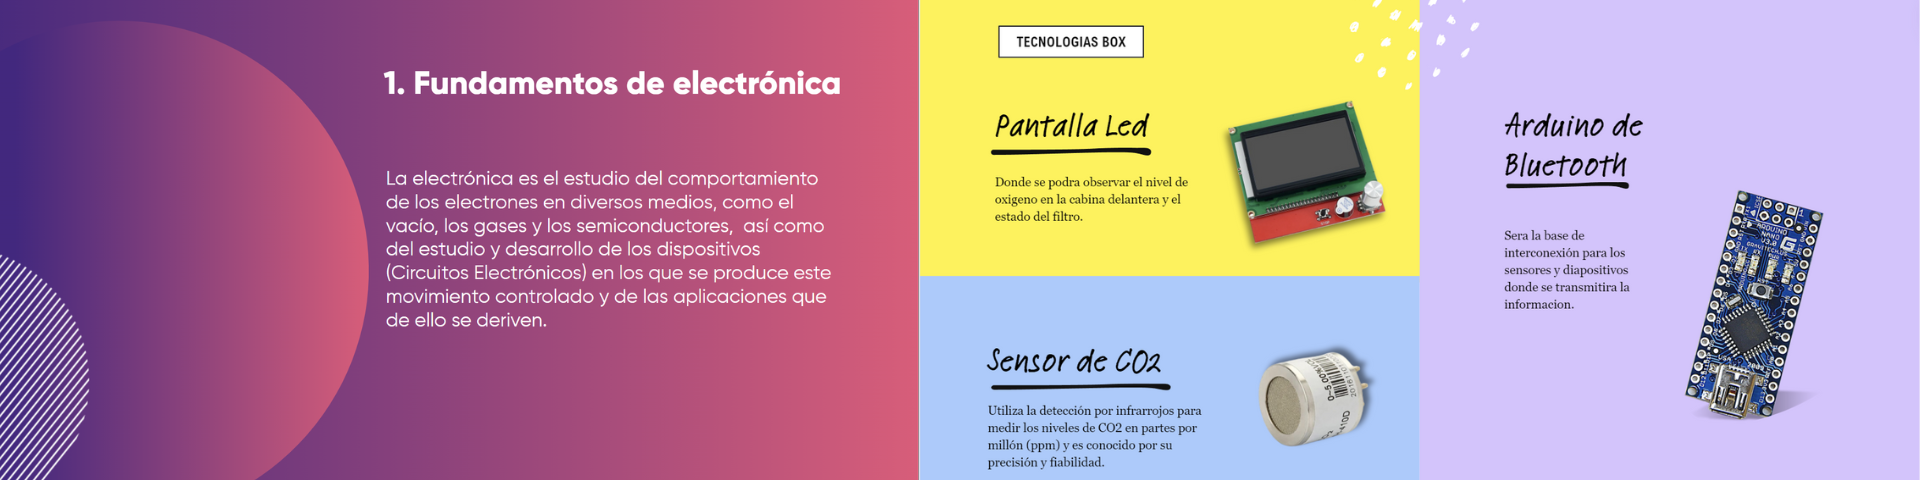 1. Fundamentos de electrónica
La electrónica es el estudio del comportamiento
de los electrones en diversos medios, como el
vacío, los gases y los semiconductores, así como
del estudio y desarrollo de los dispositivos
(Circuitos Electrónicos) en los que se produce este
movimiento controlado y de las aplicaciones que
de ello se deriven.
TECNOLOGIAS BOX
Pantalla Led
Donde se podra observar el nivel de
oxigeno en la cabina delantera y el
estado del filtro.
Sensor de CO2
Utiliza la detección por infrarrojos para
medir los niveles de CO2 en partes por
millón (ppm) y es conocido por su
precisión y fiabilidad.
Arduino de
Bluetooth
Sera la base de
interconexión para los
sensores y diapositivos
donde se transmitira la
informacion.
ARDUINO
NANO
V3.0